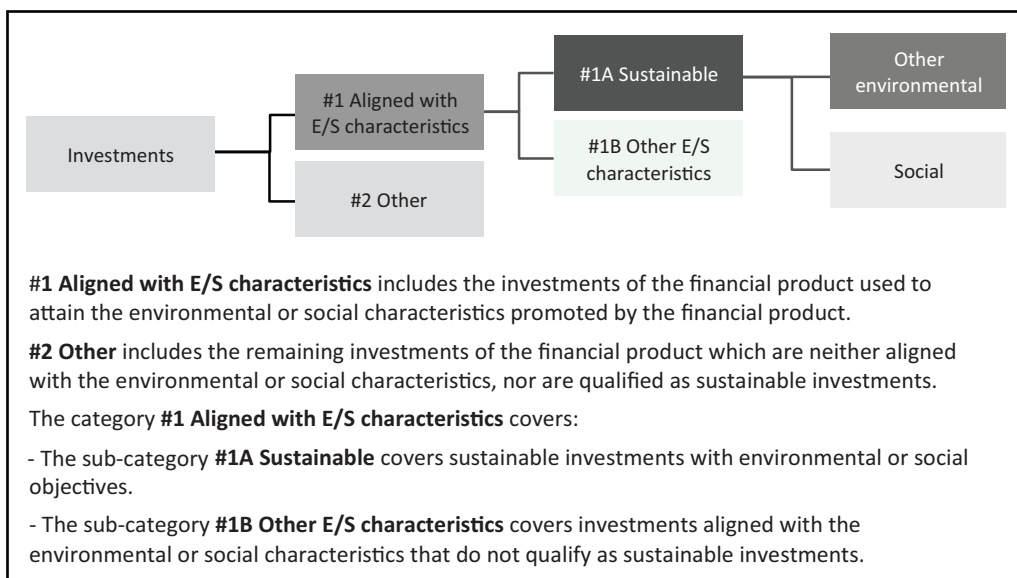 Investments
#1 Aligned with
E/S characteristics
#2 Other
#1A Sustainable
#1B Other E/S
characteristics
Other
environmental
Social
#1 Aligned with E/S characteristics includes the investments of the financial product used to
attain the environmental or social characteristics promoted by the financial product.
#2 Other includes the remaining investments of the financial product which are neither aligned
with the environmental or social characteristics, nor are qualified as sustainable investments.
The category #1 Aligned with E/S characteristics covers:
- The sub-category #1A Sustainable covers sustainable investments with environmental or social
objectives.
- The sub-category #1B Other E/S characteristics covers investments aligned with the
environmental or social characteristics that do not qualify as sustainable investments.